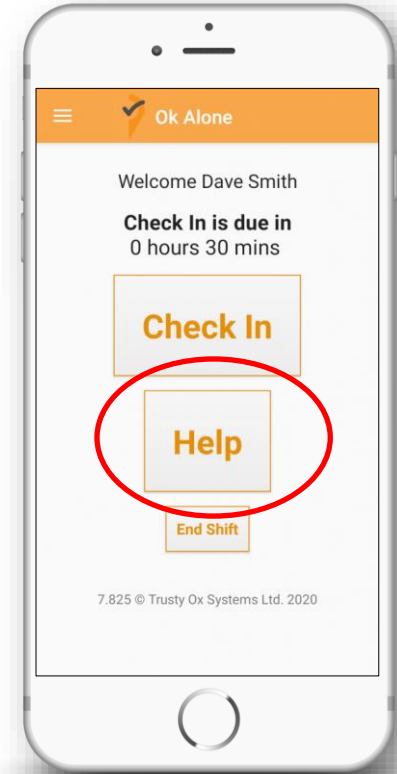 Ok Alone
Welcome Dave Smith
Check In is due in
0 hours 30 mins
Check In
Help
End Shift
7.825 © Trusty Ox Systems Ltd. 2020